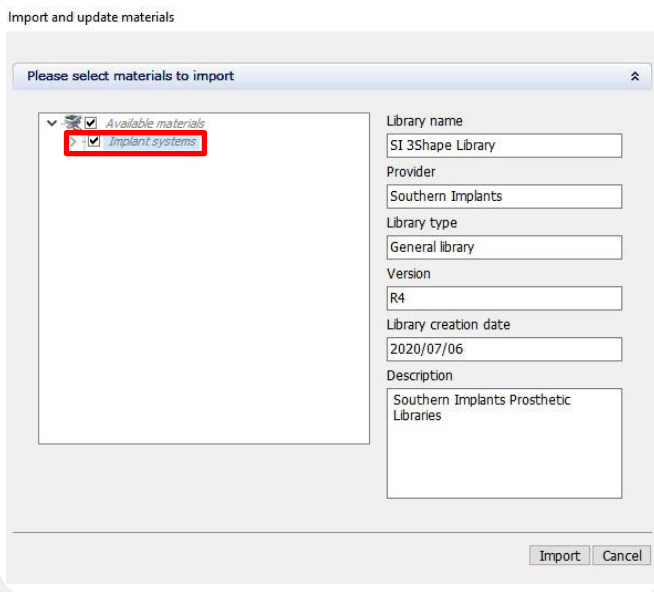 Import and update materials
Please select materials to import
Available materials
Implant systems
Library name
SI 3Shape Library
Provider
Southern Implants
Library type
General library
Version
R4
Library creation date
2020/07/06
Description
Southern Implants Prosthetic
Libraries
Import Cancel